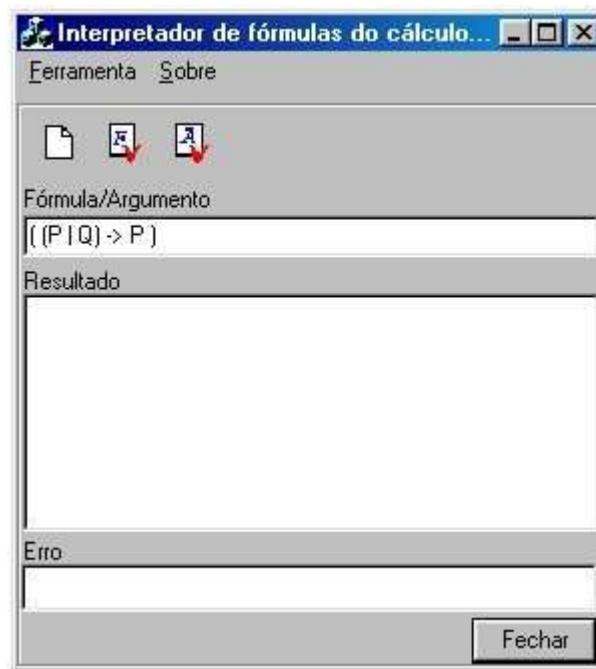 Interpretador de fórmulas do cálculo...
Ferramenta Sobre
F A
Fórmula/Argumento
( (P | Q) -> P )
Resultado
Erro
Fechar